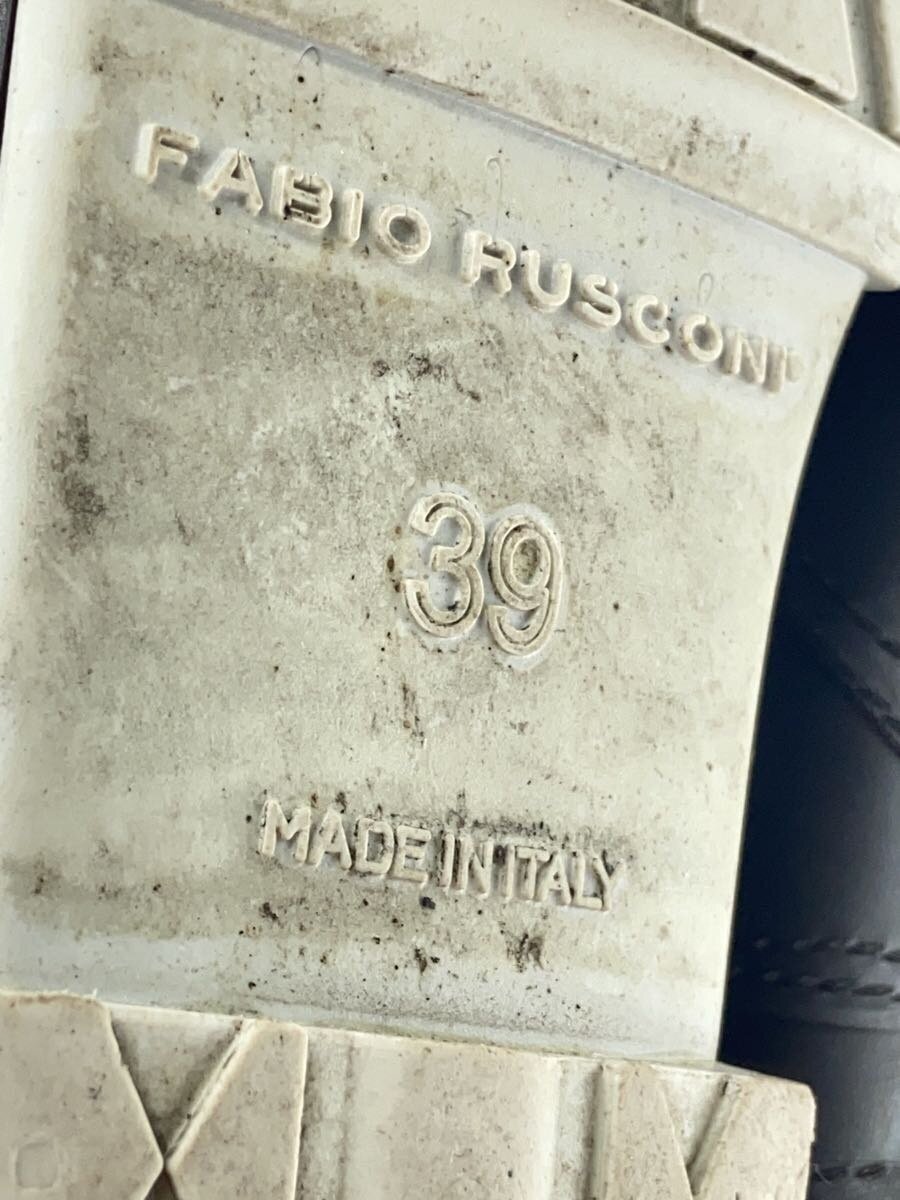 FABIO RUSCONI
39
MADE IN ITALY